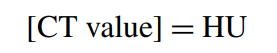 [CT value] = HU